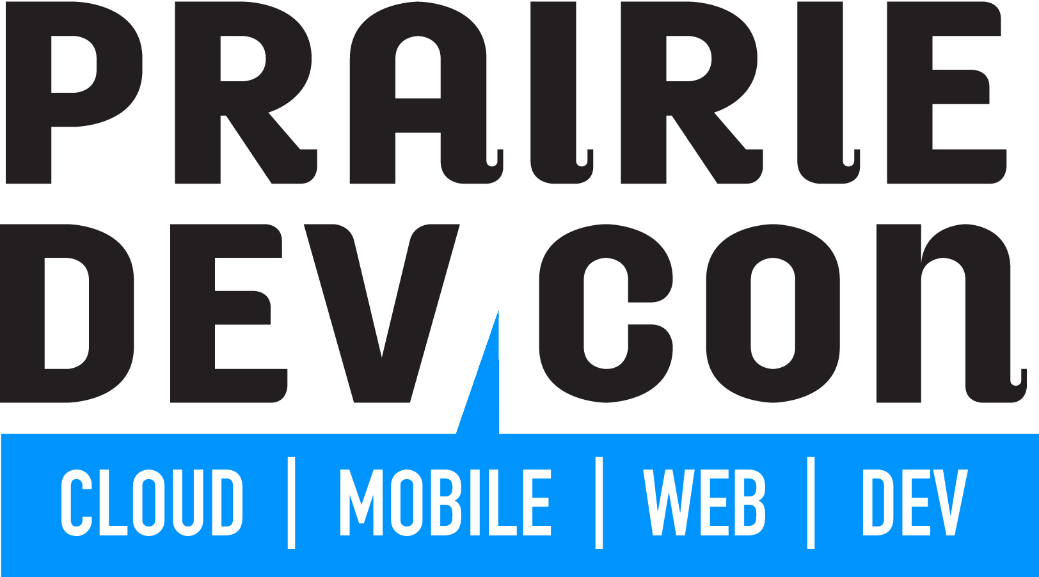 PRAIRIE
DEV CON
CLOUD | MOBILE | WEB | DEV